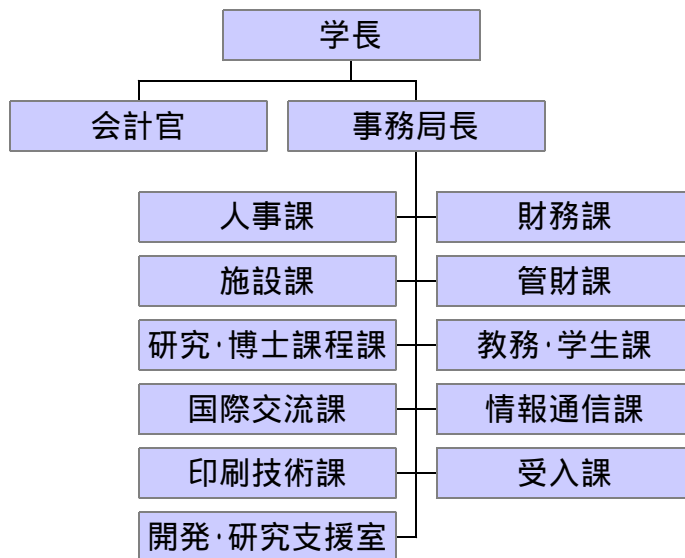 学長
会計官
事務局長
人事課
財務課
施設課
管財課
研究·博士課程課
教務·学生課
国際交流課
情報通信課
印刷技術課
受入課
開発·研究支援室